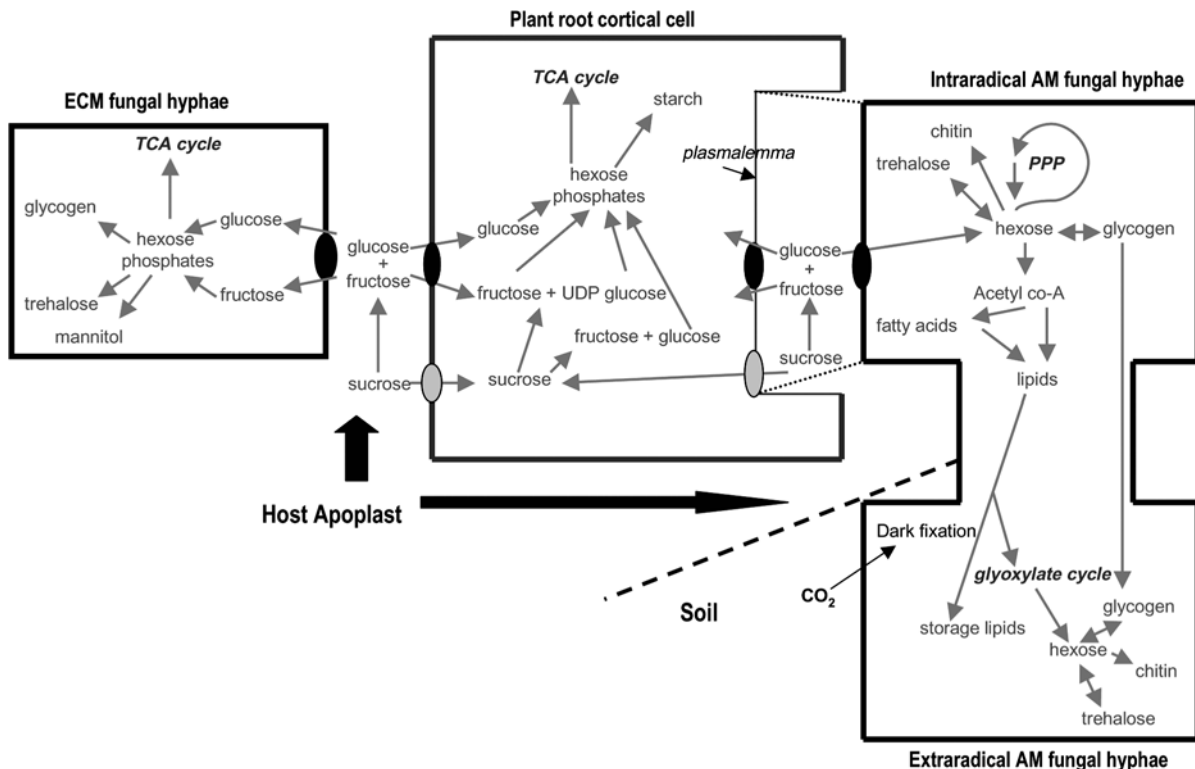 Plant root cortical cell
ECM fungal hyphae
Intraradical AM fungal hyphae
TCA cycle
glycogen
glucose
hexose
phosphates
trehalose
fructose
mannitol
glucose
+
fructose
sucrose
TCA cycle
starch
plasmalemma
hexose
phosphates
glucose
fructose + UDP glucose
fructose + glucose
sucrose
glucose
+
fructose
sucrose
chitin
trehalose
PPP
hexose
glycogen
Acetyl co-A
fatty acids
lipids
Host Apoplast
Soil
Dark fixation
CO₂
glyoxylate cycle
storage lipids
glycogen
hexose
chitin
trehalose
Extraradical AM fungal hyphae